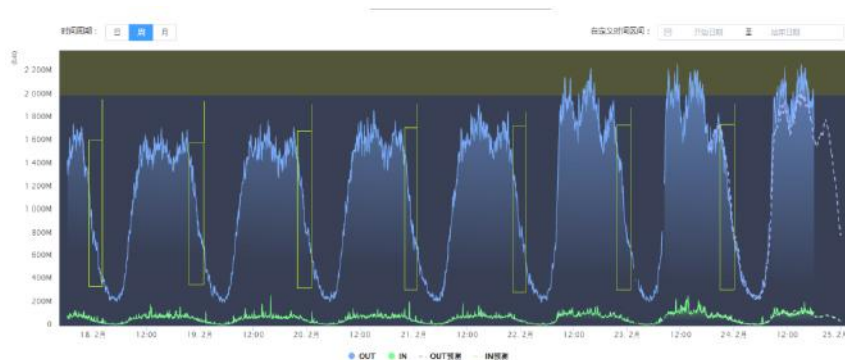 时间周期： 日 周 月
自定义时间区间： 开始日期 至 结束日期
2 200M
2 000M
1 800M
1 600M
1 400M
1 200M
1 000M
800M
600M
400M
200M
0
18. 2月 12:00 19. 2月 12:00 20. 2月 12:00 21. 2月 12:00 22. 2月 12:00 23. 2月 12:00 24. 2月 12:00 25. 2月
OUT IN OUT预测 IN预测